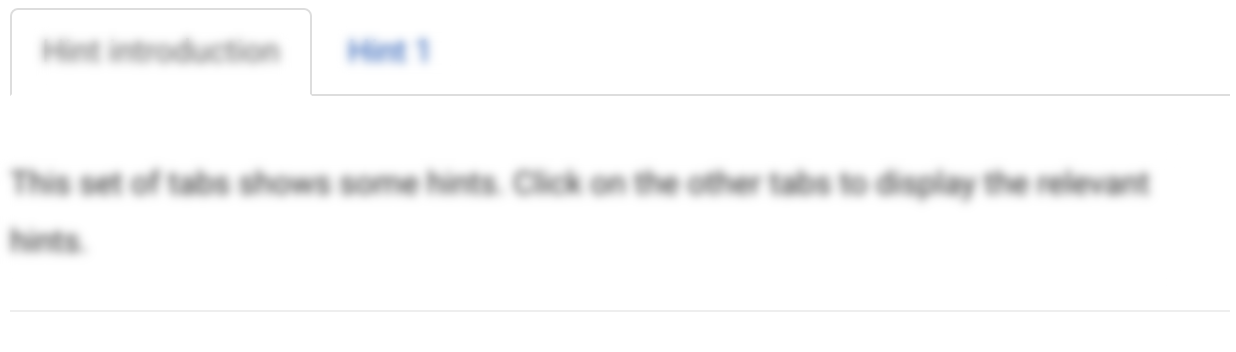 Hint introduction
Hint 1
This set of tabs shows some hints. Click on the other tabs to display the relevant
hints.